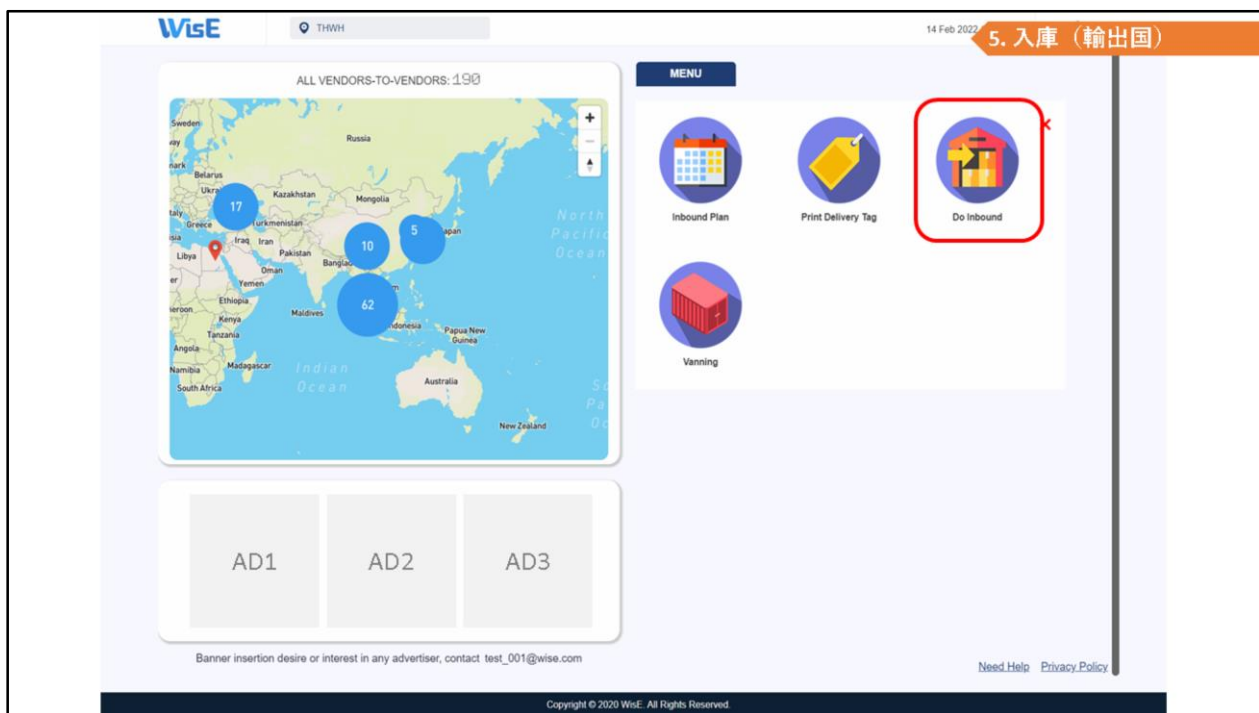 WisE
THWH
14 Feb 2022
5. 入庫（輸出国）
ALL VENDORS-TO-VENDORS: 190
MENU
Sweden
Russia
Belarus
Kazakhstan
Mongolia
17
Greece
Iraq
Iran
Pakistan
10
5
North
Pacific
Ocean
Libya
Oman
Yemen
62
Ethiopia
Kenya
Maldives
Papua New
Guinea
Tanzania
Angola
Namibia
Madagascar
Indian
Ocean
South Africa
Australia
New Zealand
Inbound Plan
Print Delivery Tag
Do Inbound
Vanning
AD1
AD2
AD3
Banner insertion desire or interest in any advertiser, contact test_001@wise.com
Need Help
Privacy Policy
Copyright © 2020 WisE. All Rights Reserved.